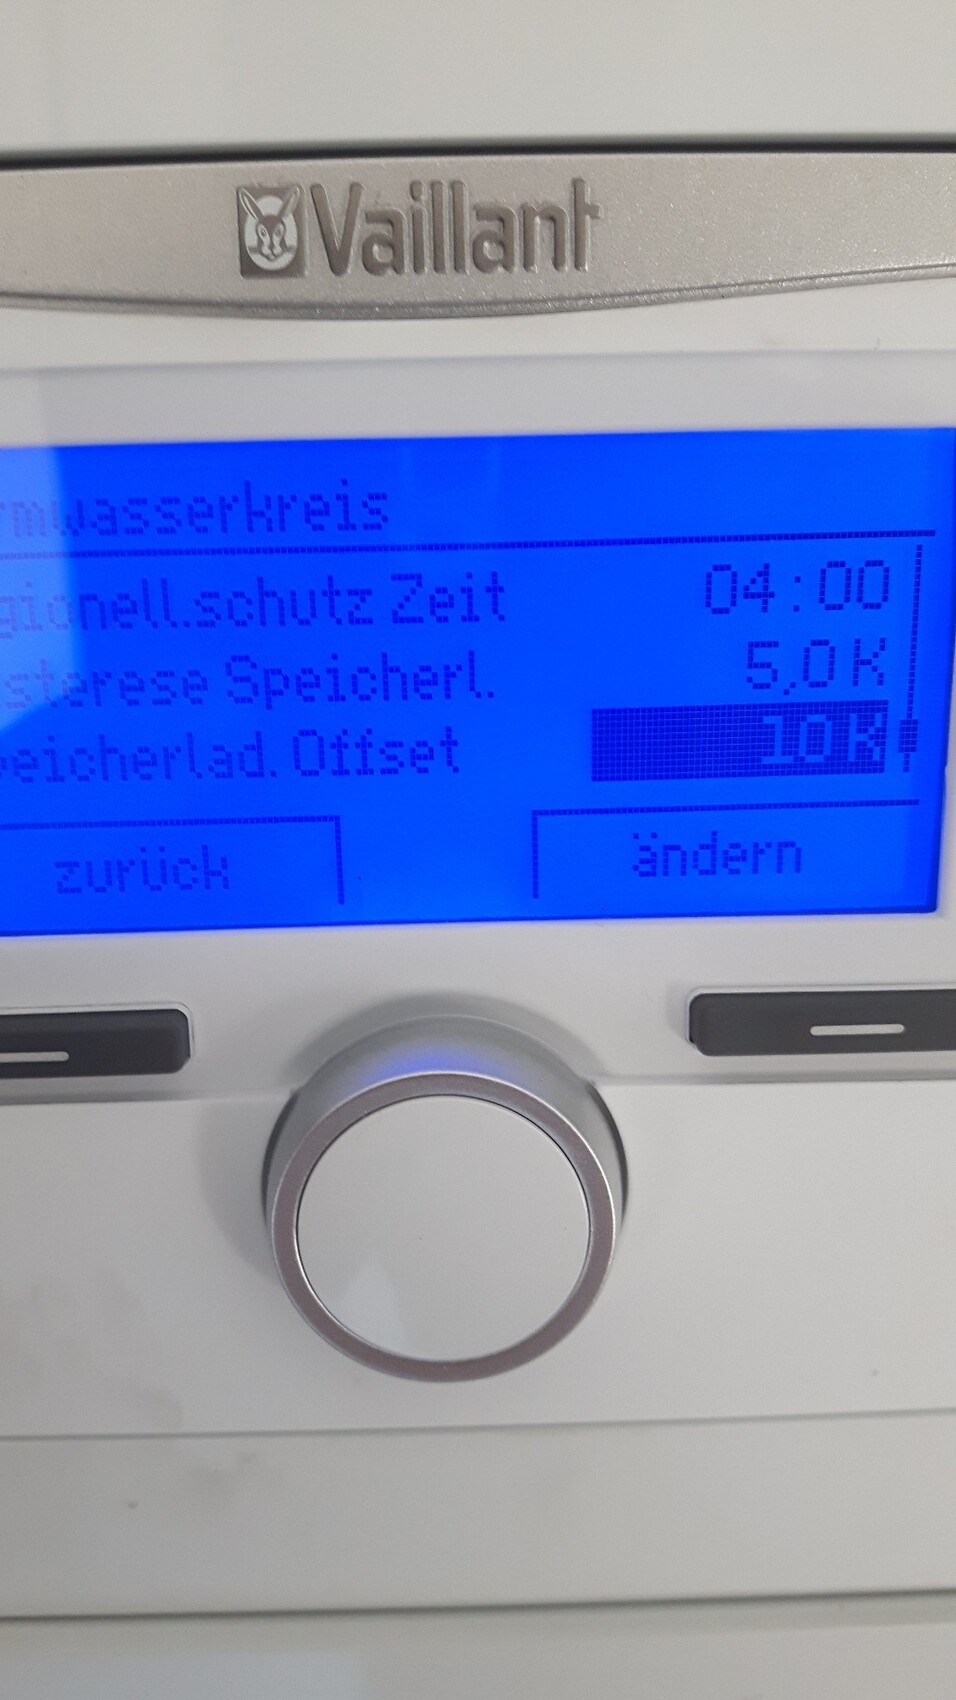 Vaillant
rmwasserkreis
gionell.schutz Zeit 04:00
sterese Speicherl. 5,0 K
eicherlad. Offset 10 K
zurück ändern